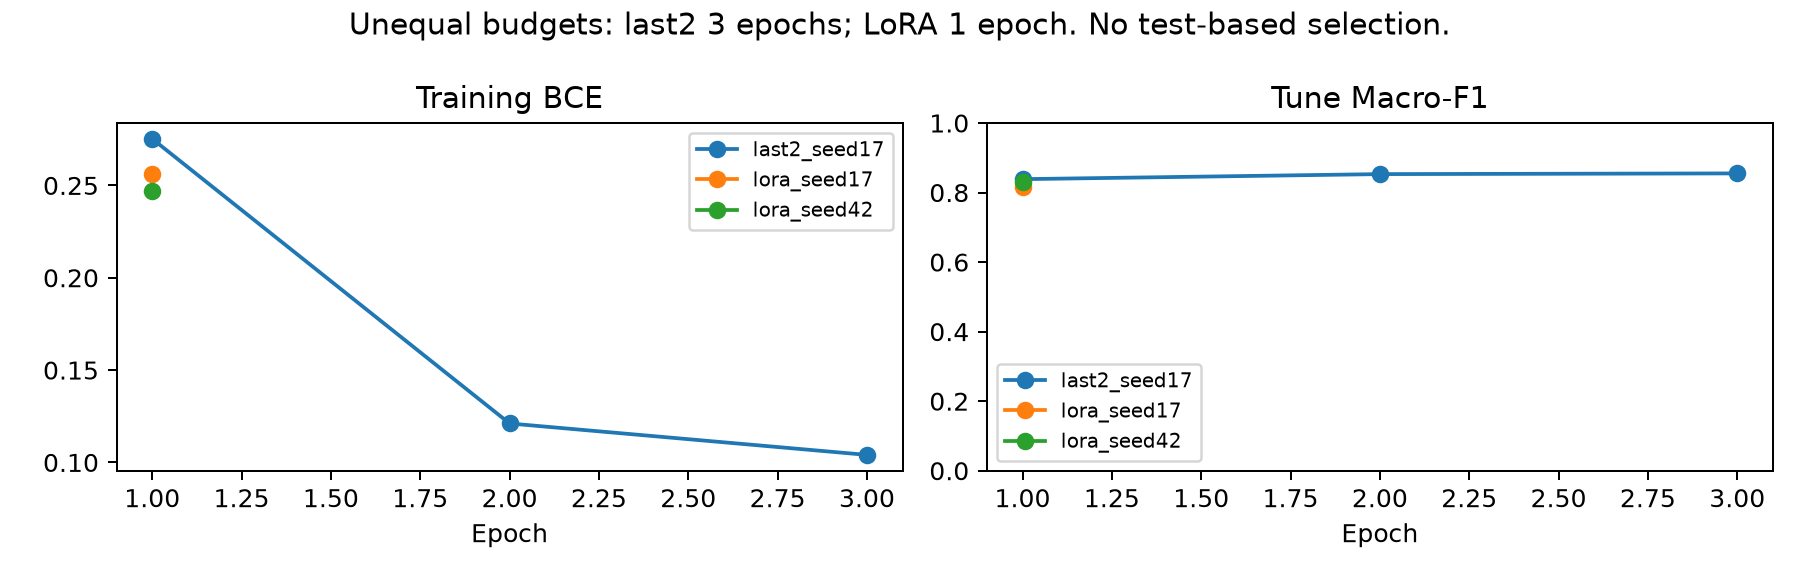 Unequal budgets: last2 3 epochs; LoRA 1 epoch. No test-based selection.
Training BCE
0.25
0.20
0.15
0.10
last2_seed17
lora_seed17
lora_seed42
1.00 1.25 1.50 1.75 2.00 2.25 2.50 2.75 3.00
Epoch
Tune Macro-F1
1.0
0.8
0.6
0.4
0.2
0.0
last2_seed17
lora_seed17
lora_seed42
1.00 1.25 1.50 1.75 2.00 2.25 2.50 2.75 3.00
Epoch